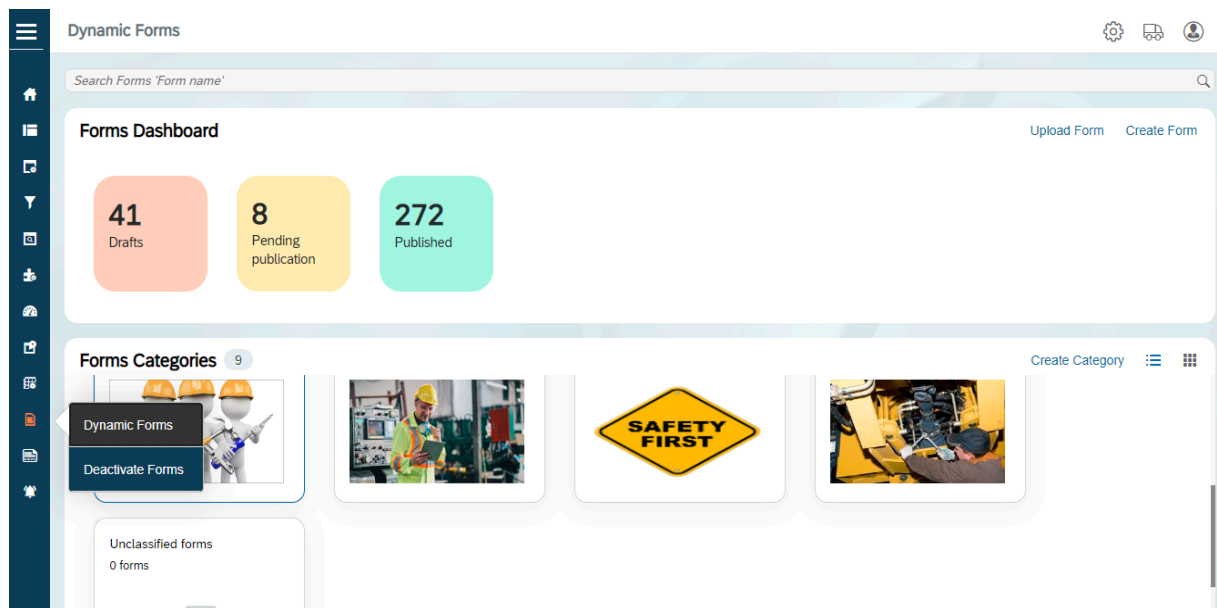 Dynamic Forms
Search Forms 'Form name'
Forms Dashboard
Upload Form
Create Form
41
Drafts
8
Pending
publication
272
Published
Forms Categories
9
Create Category
Dynamic Forms
Deactivate Forms
SAFETY
FIRST
Unclassified forms
0 forms